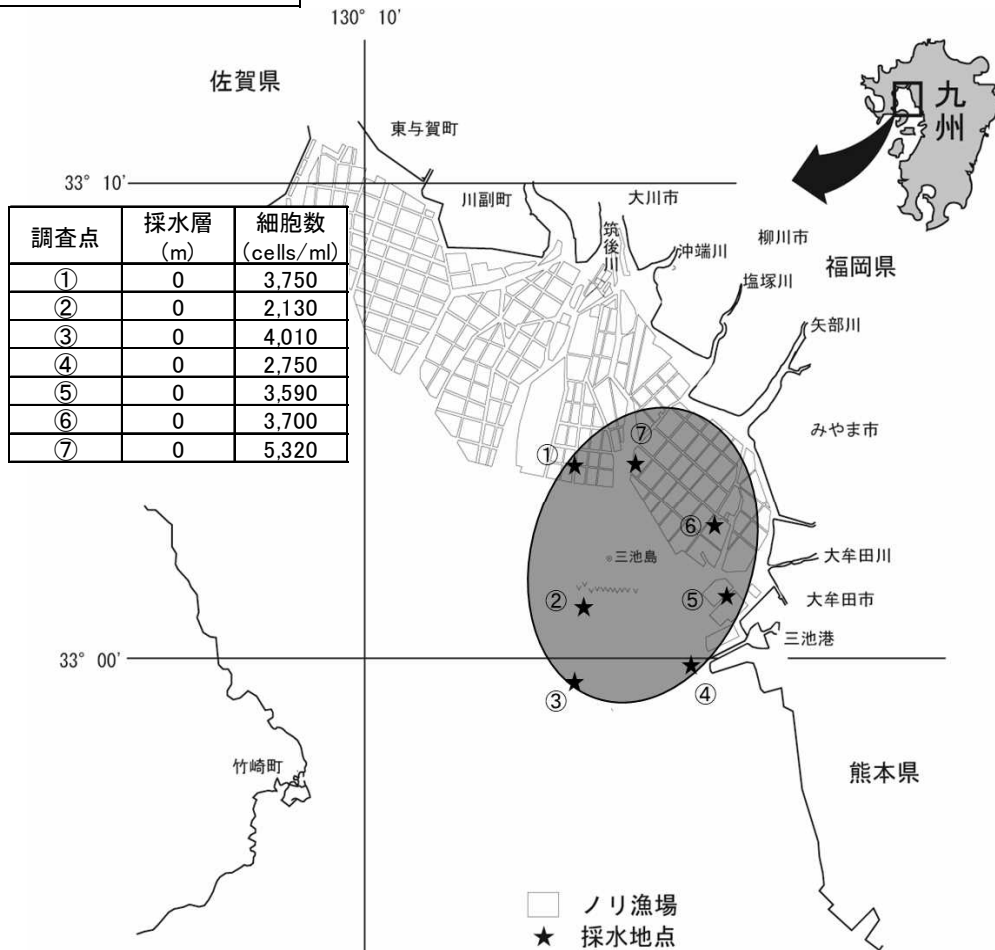 130° 10'
佐賀県
東与賀町
九州
33° 10'
川副町
大川市
筑後川
沖端川
柳川市
福岡県
塩塚川
矢部川
みやま市
調査点 採水層(m) 細胞数(cells/ml)
① 0 3,750
② 0 2,130
③ 0 4,010
④ 0 2,750
⑤ 0 3,590
⑥ 0 3,700
⑦ 0 5,320
⑦
①
⑥
三池島
大牟田川
②
⑤
大牟田市
三池港
33° 00'
③
④
竹崎町
熊本県
ノリ漁場
★ 採水地点